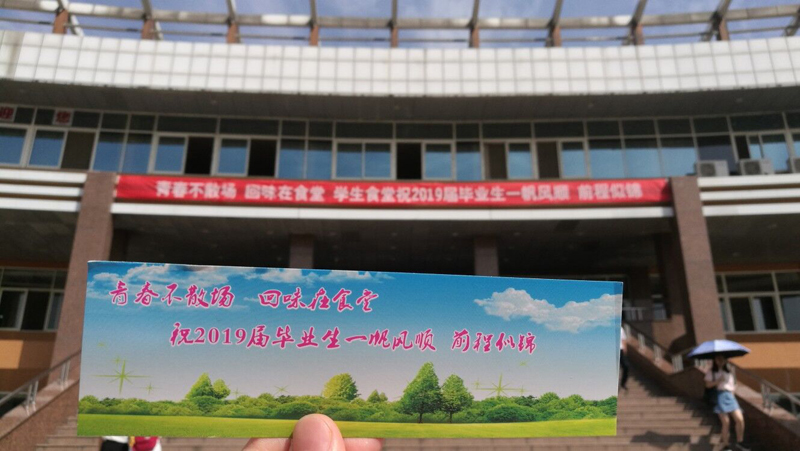 迎 您
青春不散场 回味在食堂 学生食堂祝2019届毕业生一帆风顺 前程似锦
青春不散场 回味在食堂
祝2019届毕业生一帆风顺 前程似锦